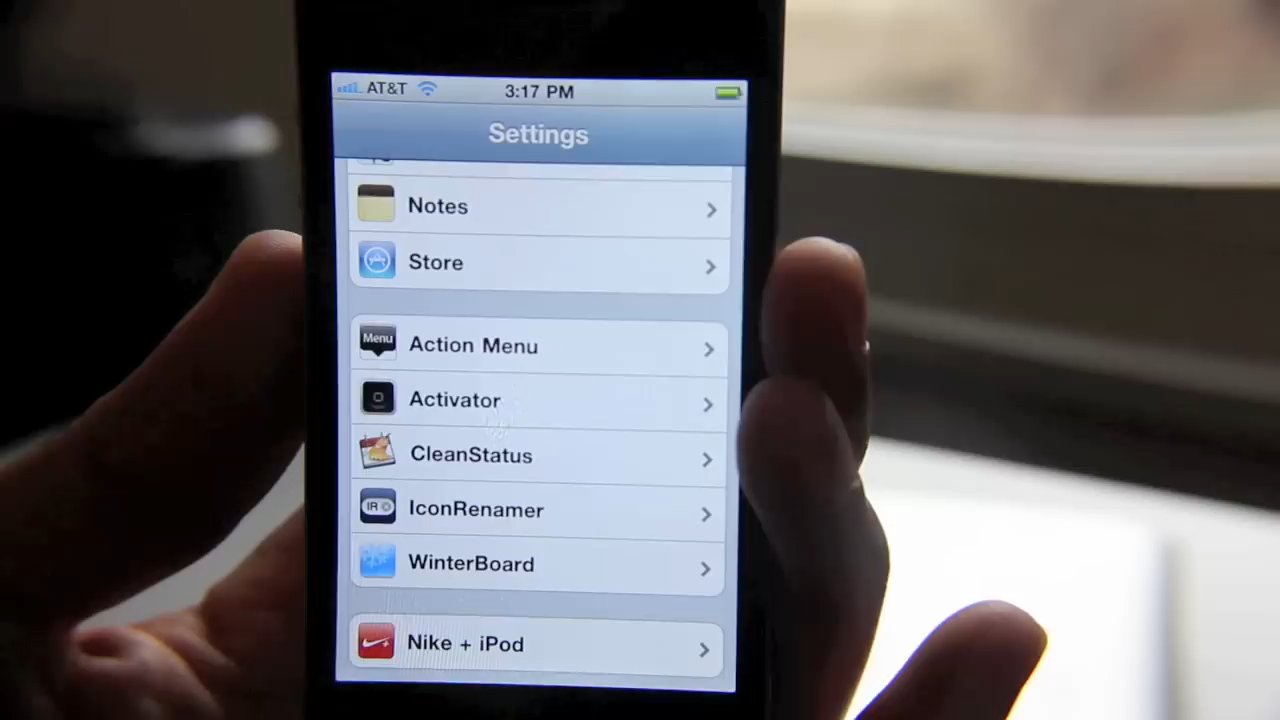 AT&T 3:17 PM
Settings
Notes
Store
Menu Action Menu
Activator
CleanStatus
IR IconRenamer
WinterBoard
Nike + iPod